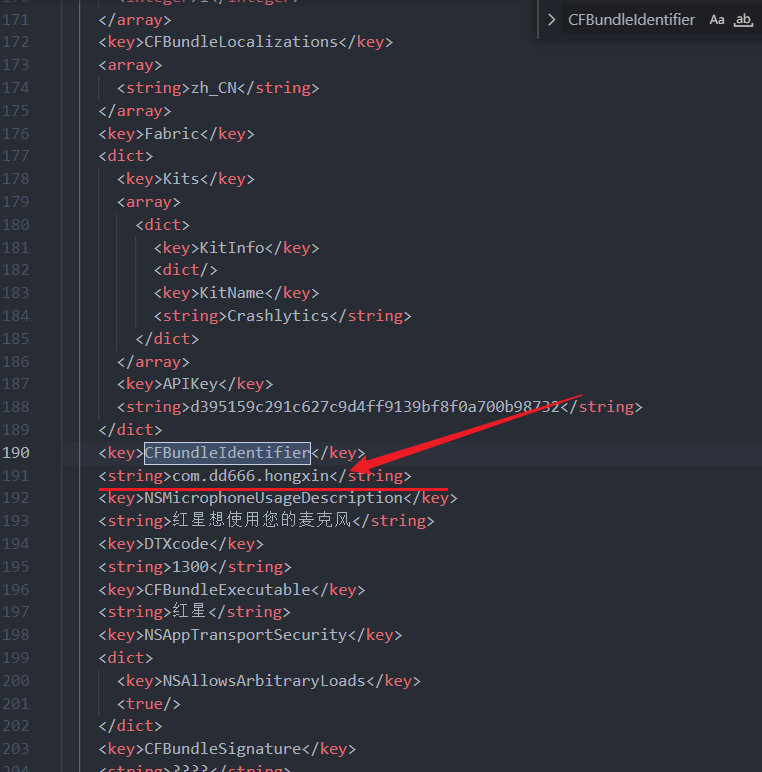 CFBundleIdentifier Aa ab
171 </array>
172 <key>CFBundleLocalizations</key>
173 <array>
174 <string>zh_CN</string>
175 </array>
176 <key>Fabric</key>
177 <dict>
178 <key>Kits</key>
179 <array>
180 <dict>
181 <key>KitInfo</key>
182 <dict/>
183 <key>KitName</key>
184 <string>Crashlytics</string>
185 </dict>
186 </array>
187 <key>APIKey</key>
188 <string>d395159c291c627c9d4ff9139bf8f0a700b98732</string>
189 </dict>
190 <key>CFBundleIdentifier</key>
191 <string>com.dd666.hongxin</string>
192 <key>NSMicrophoneUsageDescription</key>
193 <string>红星想使用您的麦克风</string>
194 <key>DTXcode</key>
195 <string>1300</string>
196 <key>CFBundleExecutable</key>
197 <string>红星</string>
198 <key>NSAppTransportSecurity</key>
199 <dict>
200 <key>NSAllowsArbitraryLoads</key>
201 <true/>
202 </dict>
203 <key>CFBundleSignature</key>
204 <string>????</string>